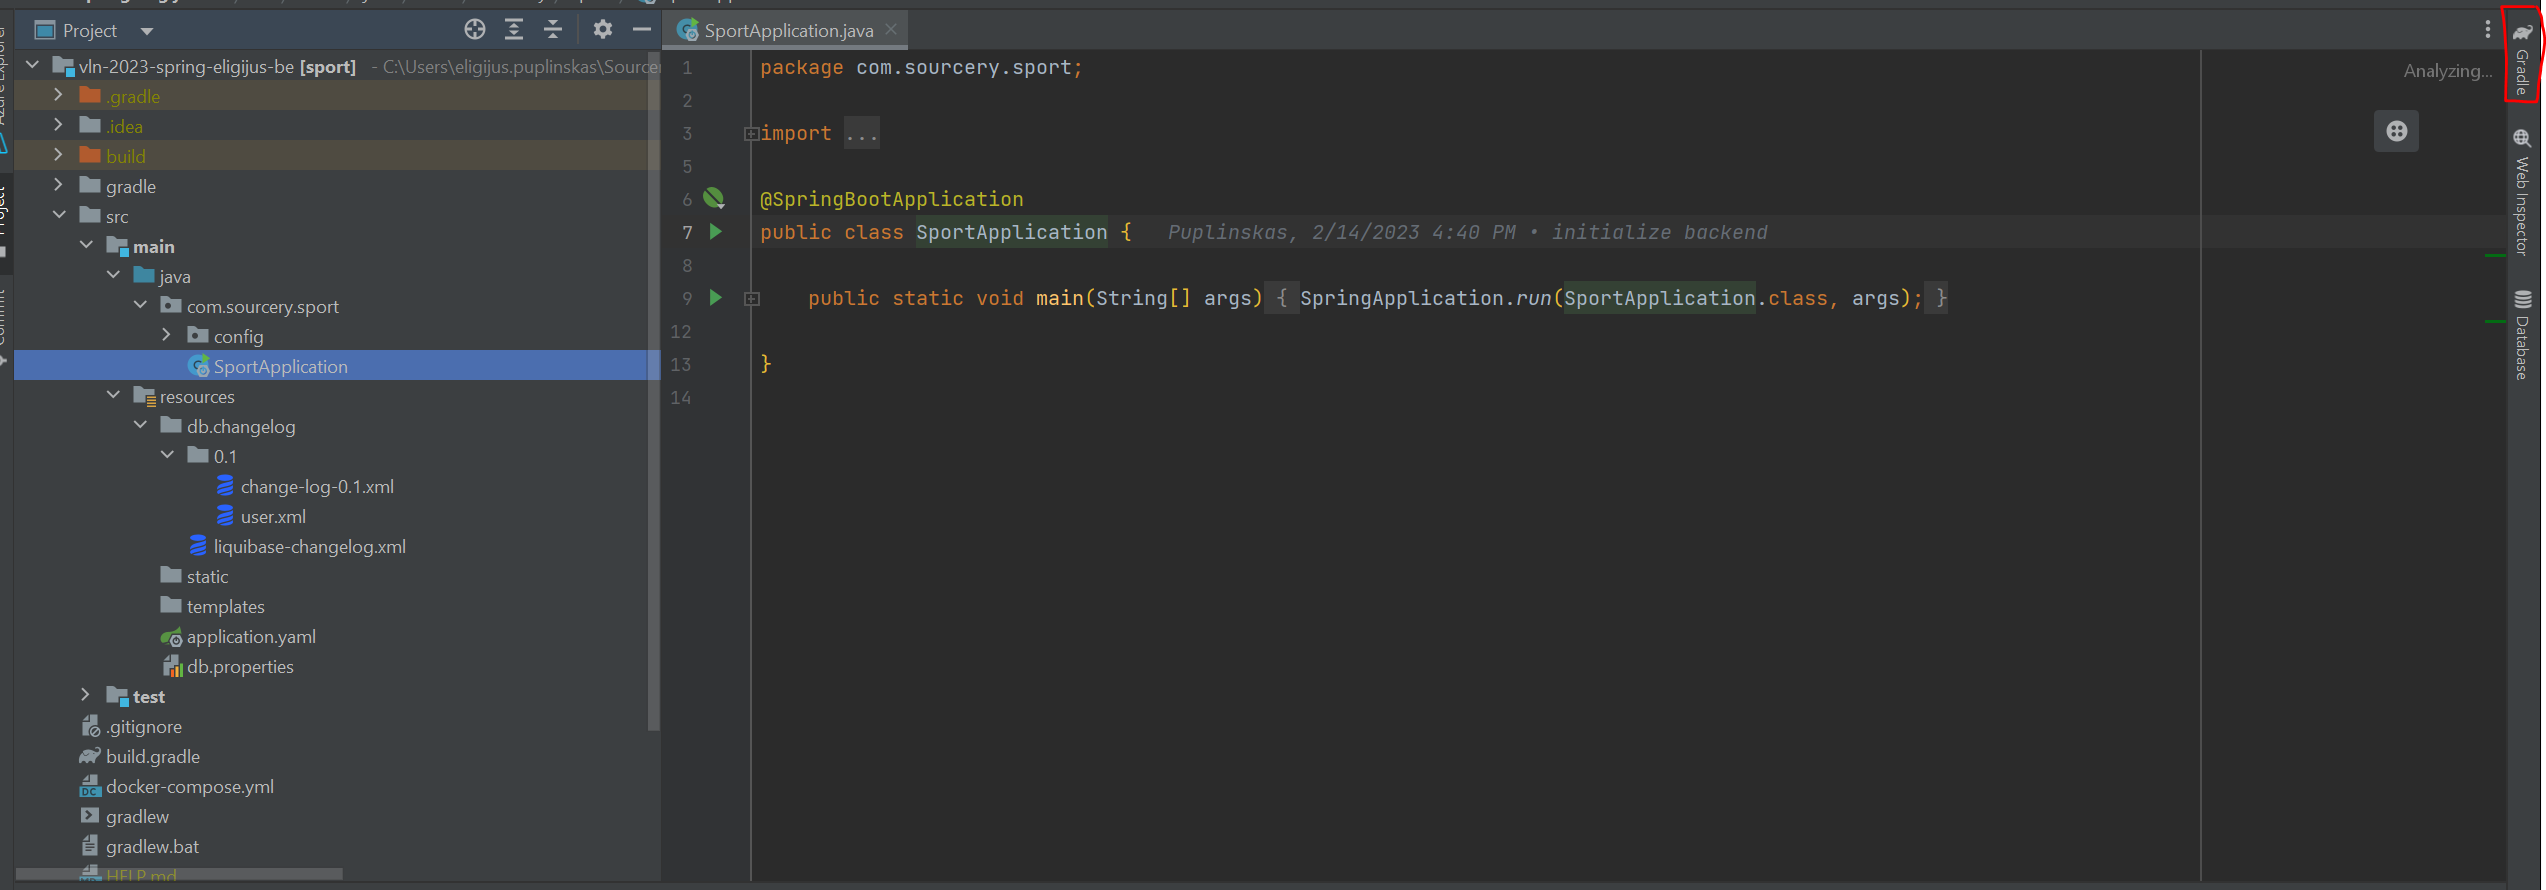 Project
SportApplication.java
vln-2023-spring-eligijus-be [sport] - C:\Users\eligijus.puplinskas\Sourcer
.gradle
.idea
build
gradle
src
main
java
com.sourcery.sport
config
SportApplication
resources
db.changelog
0.1
change-log-0.1.xml
user.xml
liquibase-changelog.xml
static
templates
application.yaml
db.properties
test
.gitignore
build.gradle
docker-compose.yml
gradlew
gradlew.bat
HELP.md
1 package com.sourcery.sport;
2
3 import ...
5
6 @SpringBootApplication
7 public class SportApplication { Puplinskas, 2/14/2023 4:40 PM • initialize backend
8
9 public static void main(String[] args) { SpringApplication.run(SportApplication.class, args); }
12
13 }
14
Analyzing...
Gradle
Web Inspector
Database